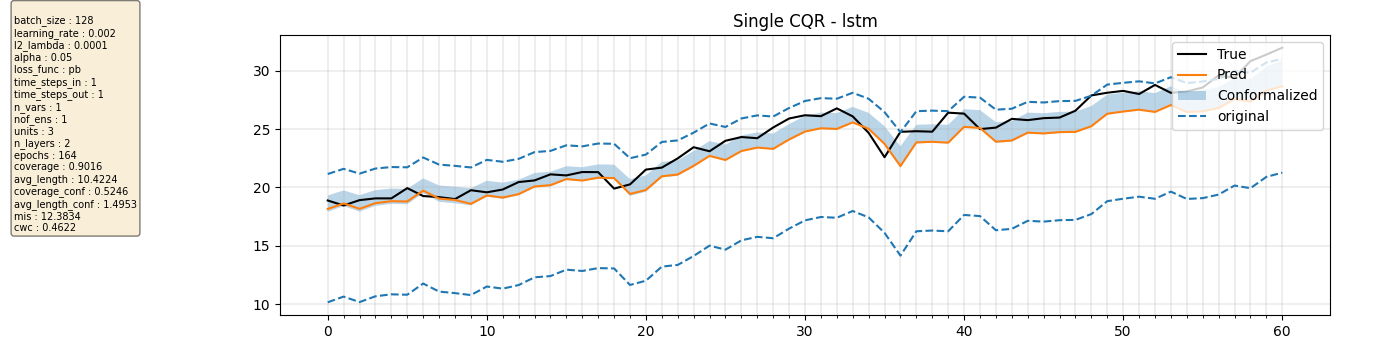 batch_size : 128
learning_rate : 0.002
l2_lambda : 0.0001
alpha : 0.05
loss_func : pb
time_steps_in : 1
time_steps_out : 1
n_vars : 1
nof_ens : 1
units : 3
n_layers : 2
epochs : 164
coverage : 0.9016
avg_length : 10.4224
coverage_conf : 0.5246
avg_length_conf : 1.4953
mis : 12.3834
cwc : 0.4622
Single CQR - lstm
True
Pred
Conformalized
original
30
25
20
15
10
0 10 20 30 40 50 60